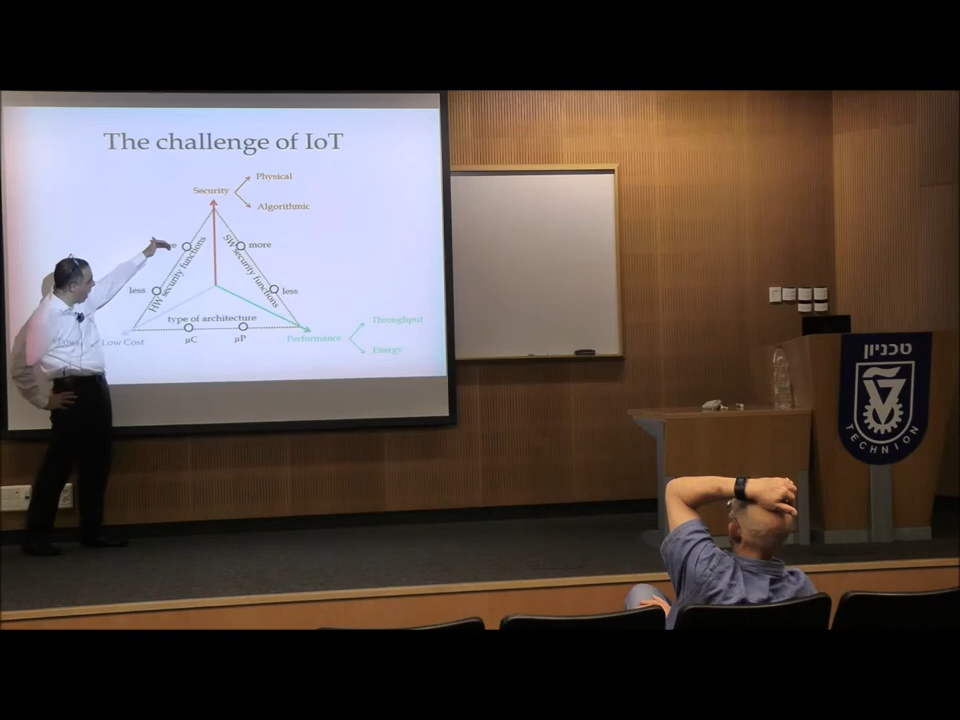 The challenge of IoT
Physical
Security
Algorithmic
more
HW security functions
SW security functions
less
less
type of architecture
Throughput
Low Cost
µC
µP
Performance
Energy
טכניון
TECHNION